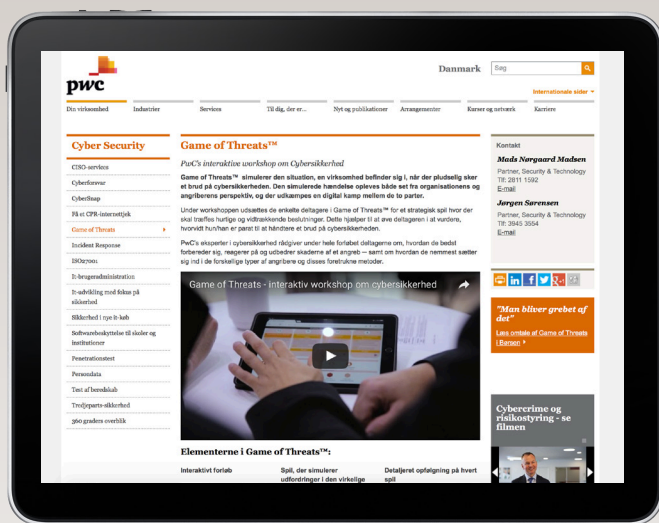 pwc
Danmark
Søg
Internationale sider
Din virksomhed
Industrier
Services
Til dig, der er...
Nyt og publikationer
Arrangementer
Kurser og netværk
Karriere
Cyber Security
CISO-services
Cyberforsvar
CyberSnap
Få et CPR-internettjek
Game of Threats
Incident Response
ISO27001
It-brugeradministration
It-udvikling med fokus på
sikkerhed
Sikkerhed i nye it-køb
Softwarebeskyttelse til skoler og
institutioner
Penetrationstest
Persondata
Test af beredskab
Tredjeparts-sikkerhed
360 graders overblik
Game of Threats™
PwC's interaktive workshop om Cybersikkerhed
Game of Threats™ simulerer den situation, en virksomhed befinder sig i, når der pludselig sker
et brud på cybersikkerheden. Den simulerede hændelse opleves både set fra organisationens og
angriberens perspektiv, og der udkæmpes en digital kamp mellem de to parter.
Under workshoppen udsættes de enkelte deltagere i Game of Threats™ for et strategisk spil hvor der
skal træffes hurtige og vidtrækkende beslutninger. Dette hjælper til at øve deltageren i at vurdere,
hvorvidt hun/han er parat til at håndtere et brud på cybersikkerheden.
PwC's eksperter i cybersikkerhed rådgiver under hele forløbet deltagerne om, hvordan de bedst
forbereder sig, reagerer på og udbedrer skaderne af et angreb – samt om hvordan de nemmest sætter
sig ind i de forskellige typer af angribere og disses foretrukne metoder.
Game of Threats - interaktiv workshop om cybersikkerhed
Elementerne i Game of Threats™:
Interaktivt forløb
Spil, der simulerer
udfordringer i den virkelige
Detaljeret opfølgning på hvert
spil
Kontakt
Mads Nørgaard Madsen
Partner, Security & Technology
Tlf: 2811 1592
E-mail
Jørgen Sørensen
Partner, Security & Technology
Tlf: 3945 3554
E-mail
"Man bliver grebet af
det"
Læs omtale af Game of Threats
i Børsen
Cybercrime og
risikostyring - se
filmen